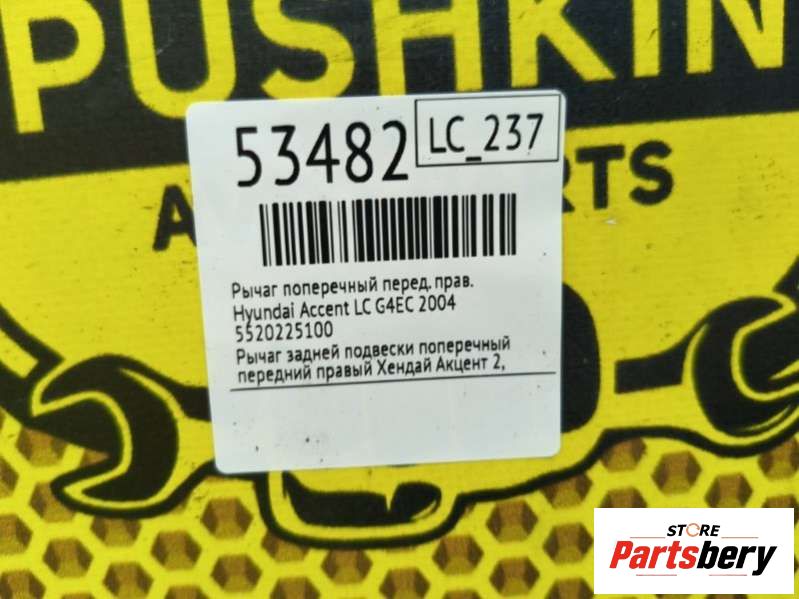 PUSHKIN
53482
LC_237
RTS
Рычаг поперечный перед. прав.
Hyundai Accent LC G4EC 2004
5520225100
Рычаг задней подвески поперечный
передний правый Хендай Акцент 2,
STORE
Partsbery